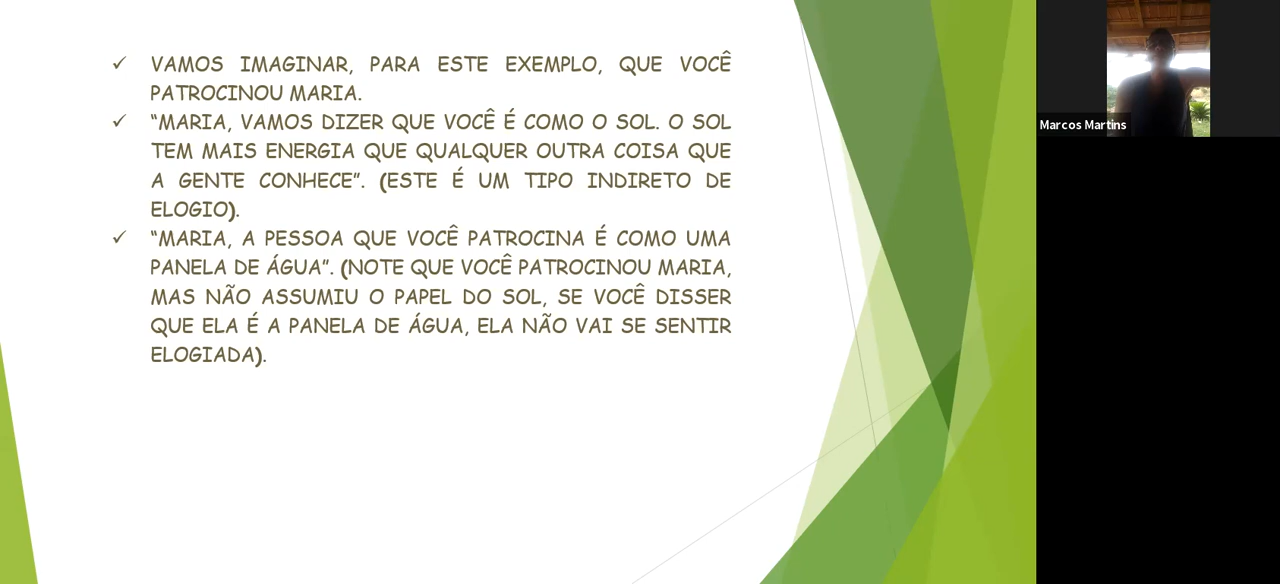 VAMOS IMAGINAR, PARA ESTE EXEMPLO, QUE VOCÊ
PATROCINOU MARIA.
“MARIA, VAMOS DIZER QUE VOCÊ É COMO O SOL. O SOL
TEM MAIS ENERGIA QUE QUALQUER OUTRA COISA QUE
A GENTE CONHECE”. (ESTE É UM TIPO INDIRETO DE
ELOGIO).
“MARIA, A PESSOA QUE VOCÊ PATROCINA É COMO UMA
PANELA DE ÁGUA”. (NOTE QUE VOCÊ PATROCINOU MARIA,
MAS NÃO ASSUMIU O PAPEL DO SOL, SE VOCÊ DISSER
QUE ELA É A PANELA DE ÁGUA, ELA NÃO VAI SE SENTIR
ELOGIADA).
Marcos Martins